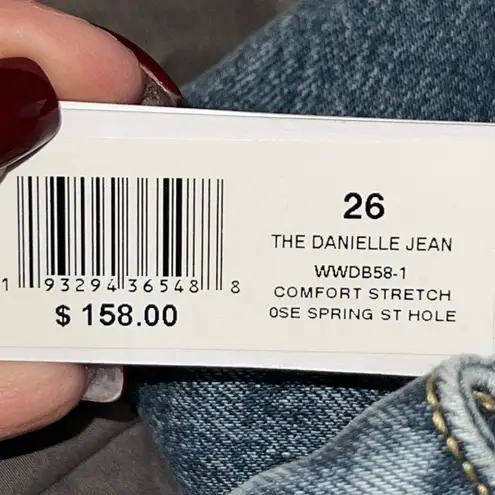 1 93294 36548 8
$ 158.00
26
THE DANIELLE JEAN
WWDB58-1
COMFORT STRETCH
0SE SPRING ST HOLE